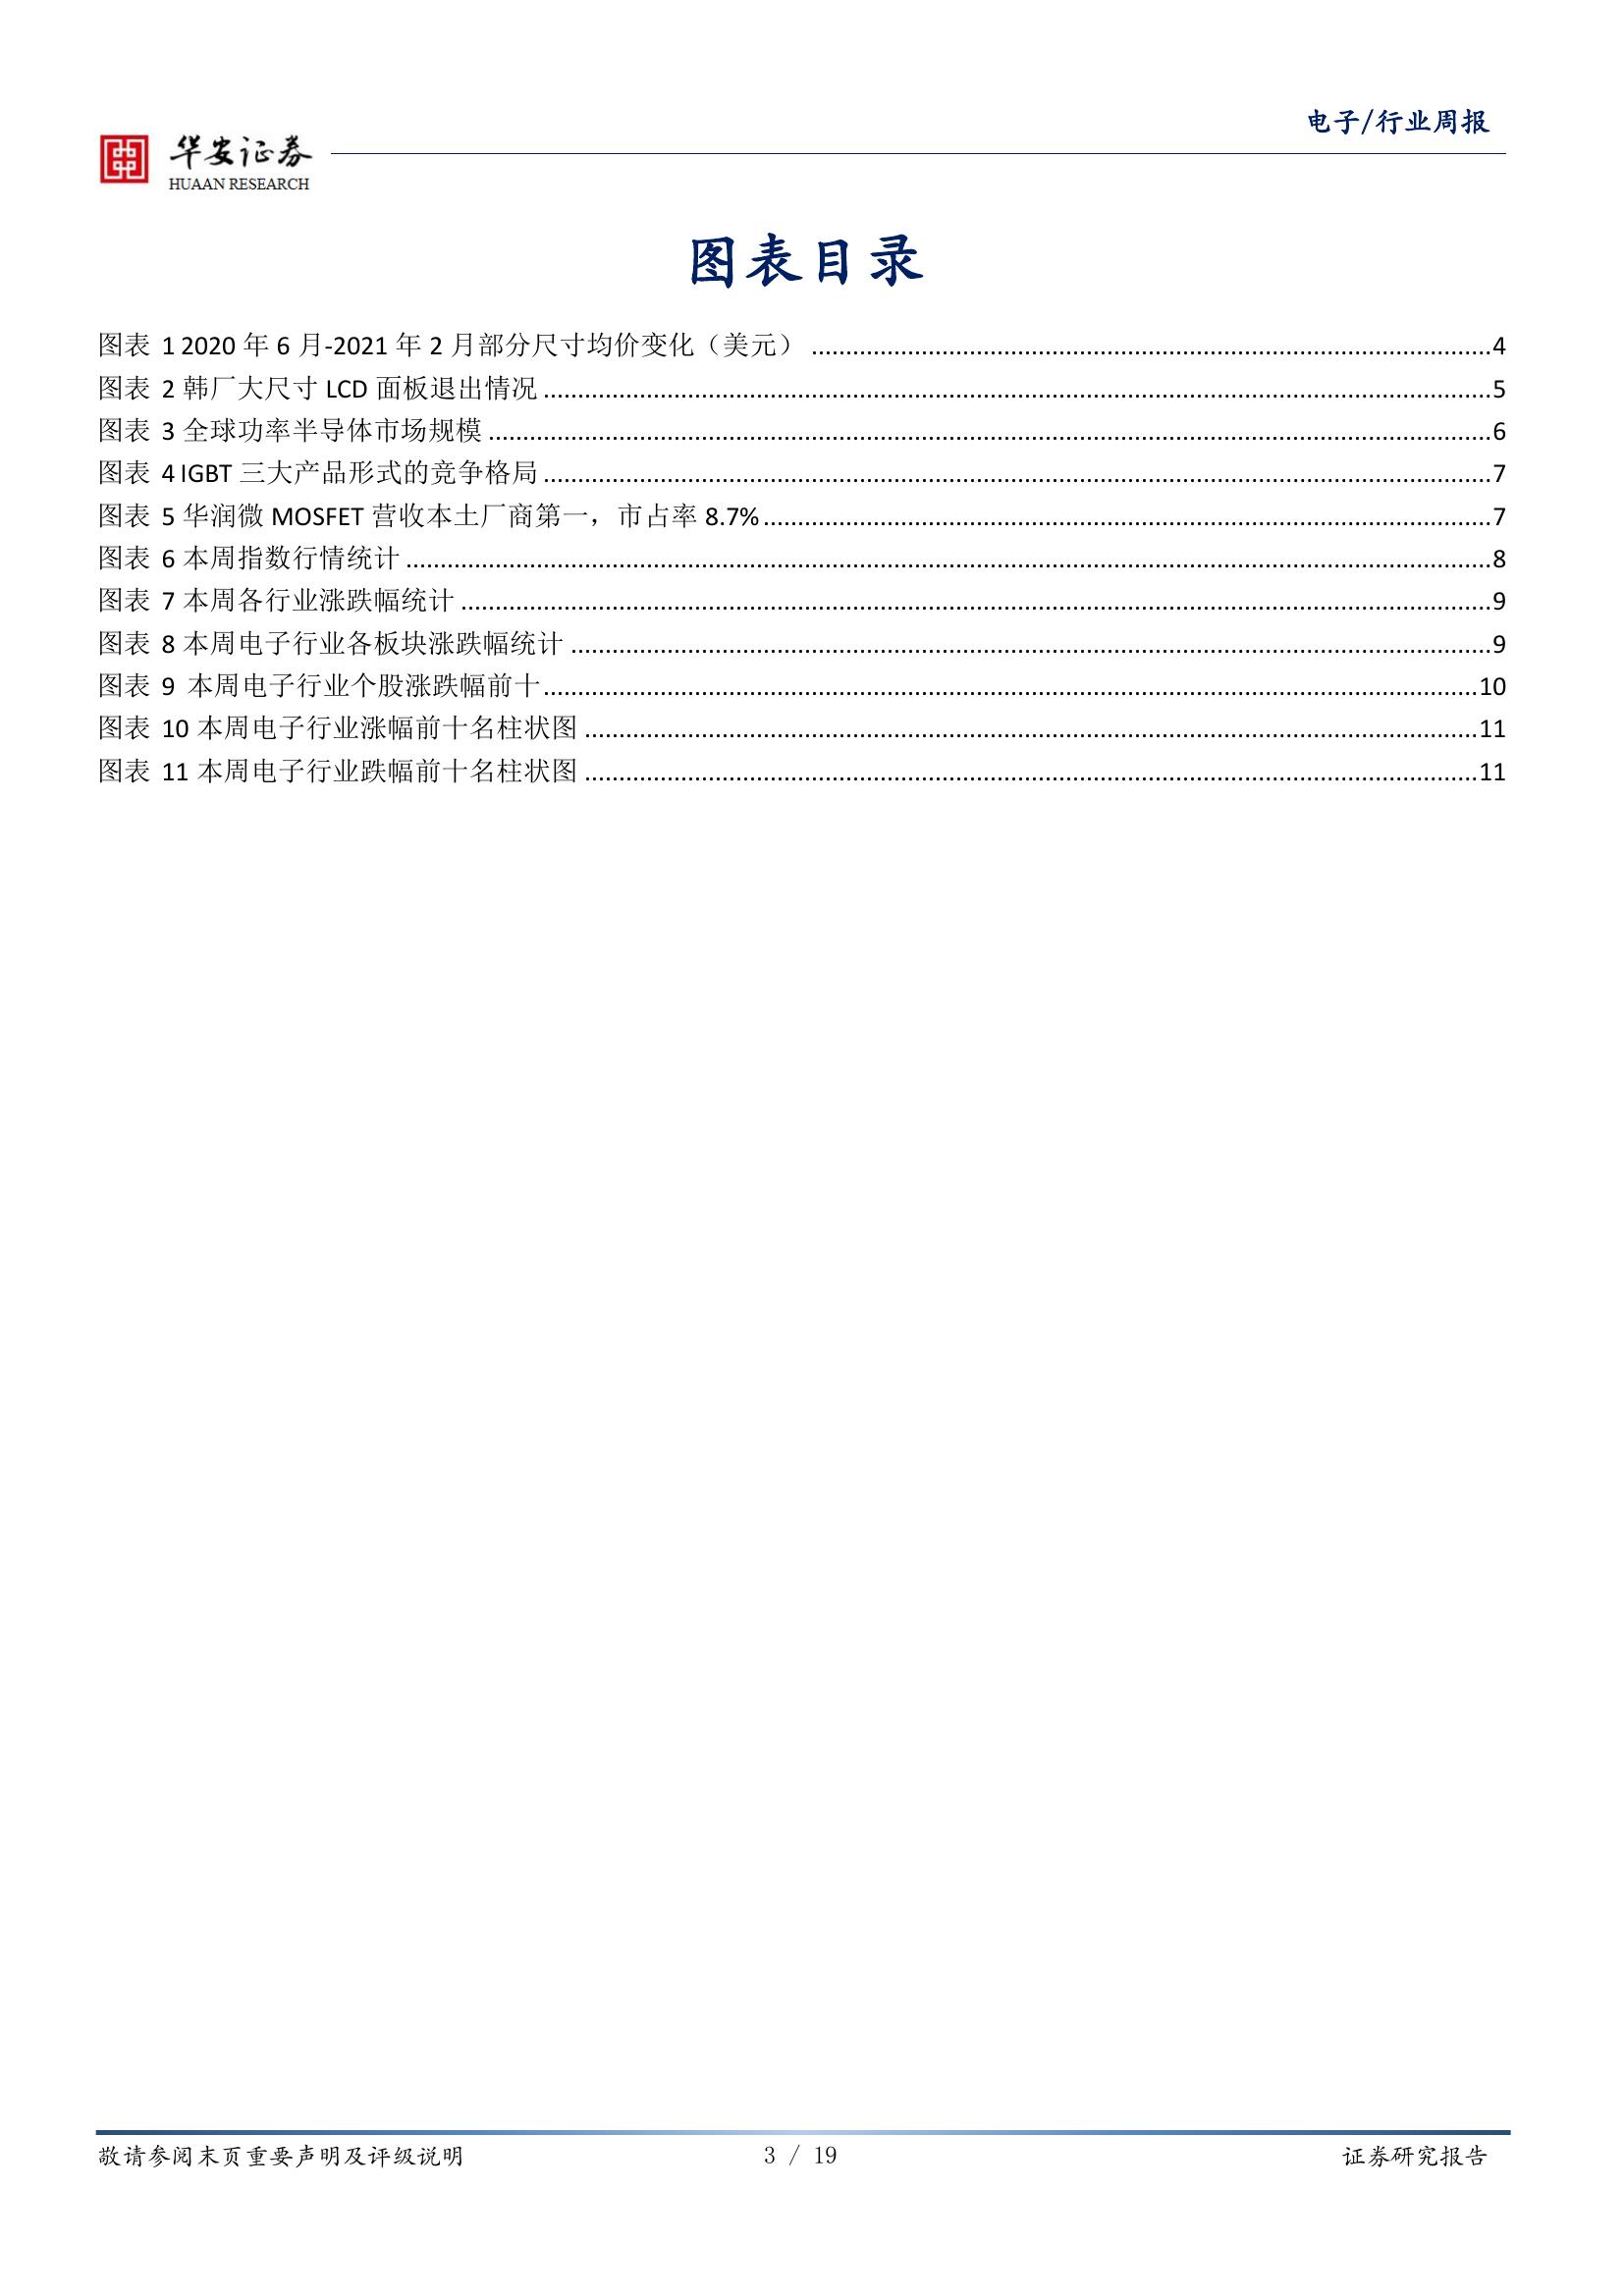 电子/行业周报
华安证券
HUAAN RESEARCH
图表目录
图表 1 2020 年 6 月-2021 年 2 月部分尺寸均价变化（美元） ....................4
图表 2 韩厂大尺寸 LCD 面板退出情况 ....................5
图表 3 全球功率半导体市场规模 ....................6
图表 4 IGBT 三大产品形式的竞争格局 ....................7
图表 5 华润微 MOSFET 营收本土厂商第一，市占率 8.7% ....................7
图表 6 本周指数行情统计 ....................8
图表 7 本周各行业涨跌幅统计 ....................9
图表 8 本周电子行业各板块涨跌幅统计 ....................9
图表 9 本周电子行业个股涨跌幅前十 ....................10
图表 10 本周电子行业涨幅前十名柱状图 ....................11
图表 11 本周电子行业跌幅前十名柱状图 ....................11
敬请参阅末页重要声明及评级说明 3 / 19 证券研究报告